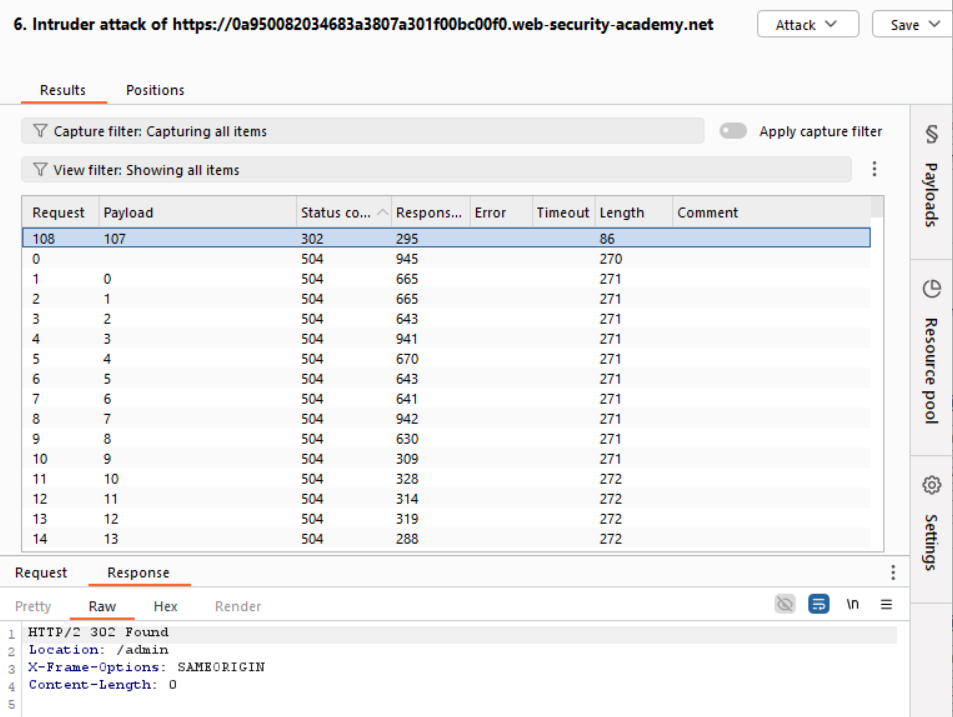 6. Intruder attack of https://0a950082034683a3807a301f00bc00f0.web-security-academy.net
Attack
Save
Results Positions
Capture filter: Capturing all items
Apply capture filter
View filter: Showing all items
Request Payload Status co... Respons... Error Timeout Length Comment
108 107 302 295 86
0 504 945 270
1 0 504 665 271
2 1 504 665 271
3 2 504 643 271
4 3 504 941 271
5 4 504 670 271
6 5 504 643 271
7 6 504 641 271
8 7 504 942 271
9 8 504 630 271
10 9 504 309 271
11 10 504 328 272
12 11 504 314 272
13 12 504 319 272
14 13 504 288 272
Payloads
Resource pool
Settings
Request Response
Pretty Raw Hex Render
\n
1 HTTP/2 302 Found
2 Location: /admin
3 X-Frame-Options: SAMEORIGIN
4 Content-Length: 0
5